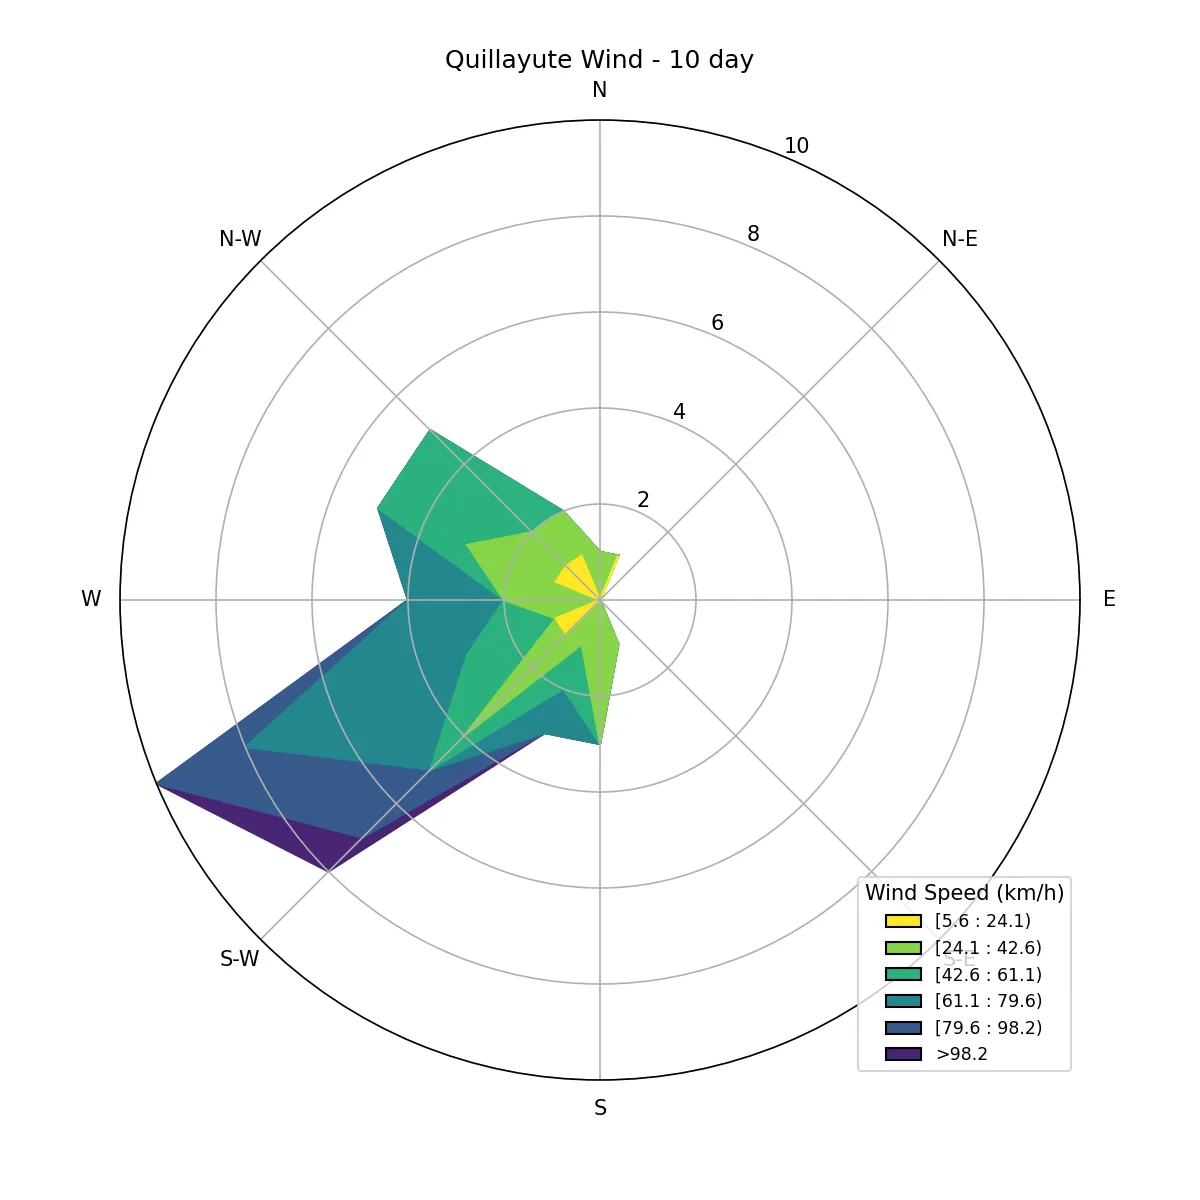 Quillayute Wind - 10 day
N
10
N-W
8
N-E
6
4
2
W
E
Wind Speed (km/h)
[5.6 : 24.1)
[24.1 : 42.6)
S-W
S-E
[42.6 : 61.1)
[61.1 : 79.6)
[79.6 : 98.2)
>98.2
S